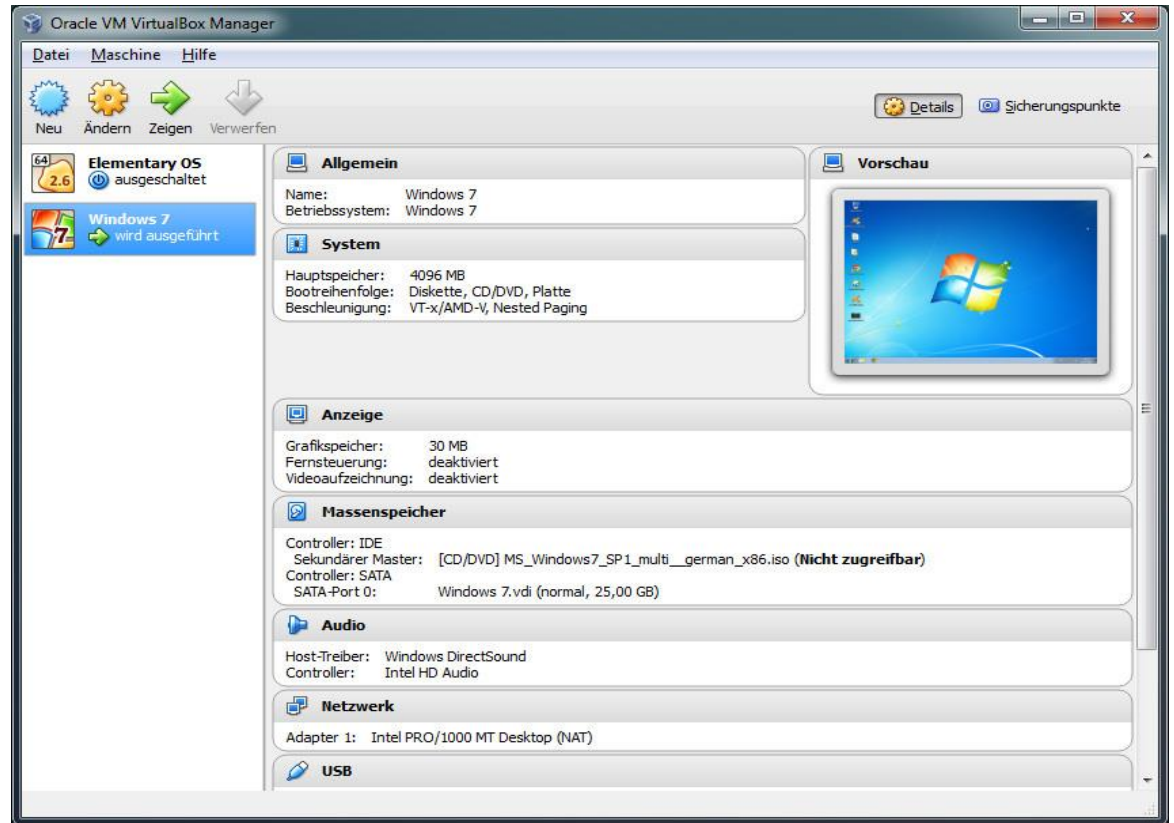 Oracle VM VirtualBox Manager
Datei Maschine Hilfe
Neu Ändern Zeigen Verwerfen
Details Sicherungspunkte
64
2.6
Elementary OS
ausgeschaltet
7
Windows 7
wird ausgeführt
Allgemein
Name: Windows 7
Betriebssystem: Windows 7
System
Hauptspeicher: 4096 MB
Bootreihenfolge: Diskette, CD/DVD, Platte
Beschleunigung: VT-x/AMD-V, Nested Paging
Vorschau
Anzeige
Grafikspeicher: 30 MB
Fernsteuerung: deaktiviert
Videoaufzeichnung: deaktiviert
Massenspeicher
Controller: IDE
Sekundärer Master: [CD/DVD] MS_Windows7_SP1_multi__german_x86.iso (Nicht zugreifbar)
Controller: SATA
SATA-Port 0: Windows 7.vdi (normal, 25,00 GB)
Audio
Host-Treiber: Windows DirectSound
Controller: Intel HD Audio
Netzwerk
Adapter 1: Intel PRO/1000 MT Desktop (NAT)
USB